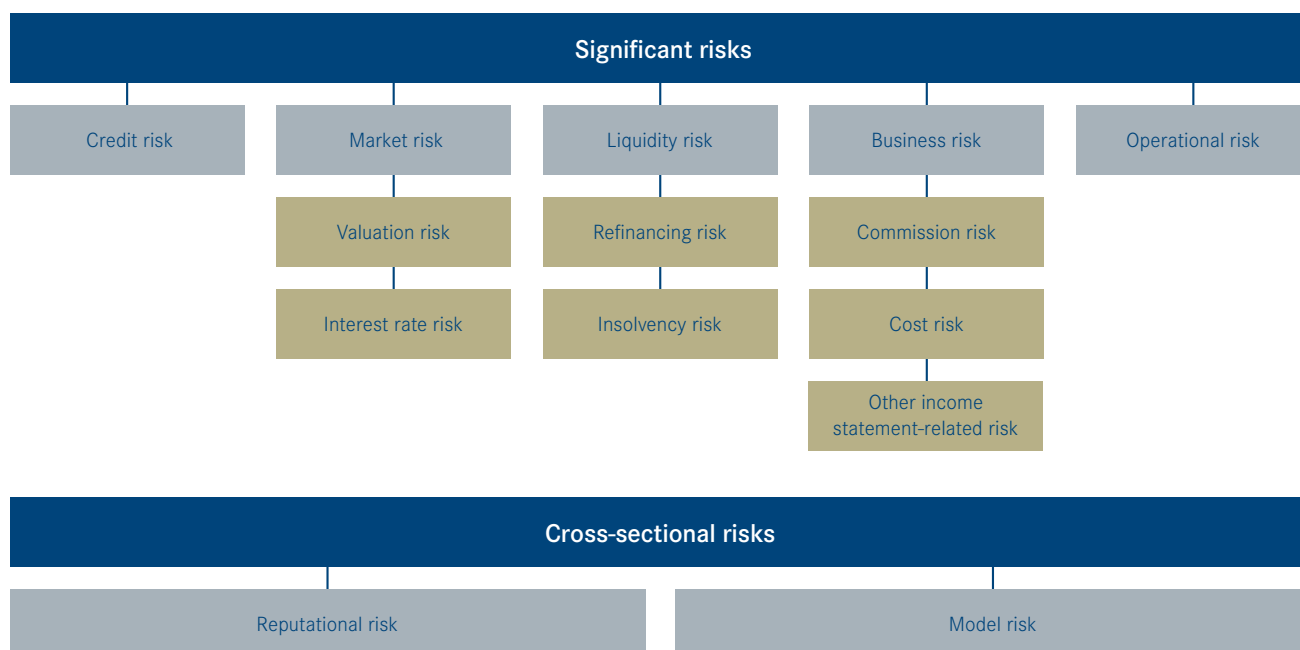 Significant risks
Credit risk
Market risk
Liquidity risk
Business risk
Operational risk
Valuation risk
Refinancing risk
Commission risk
Interest rate risk
Insolvency risk
Cost risk
Other income
statement-related risk
Cross-sectional risks
Reputational risk
Model risk